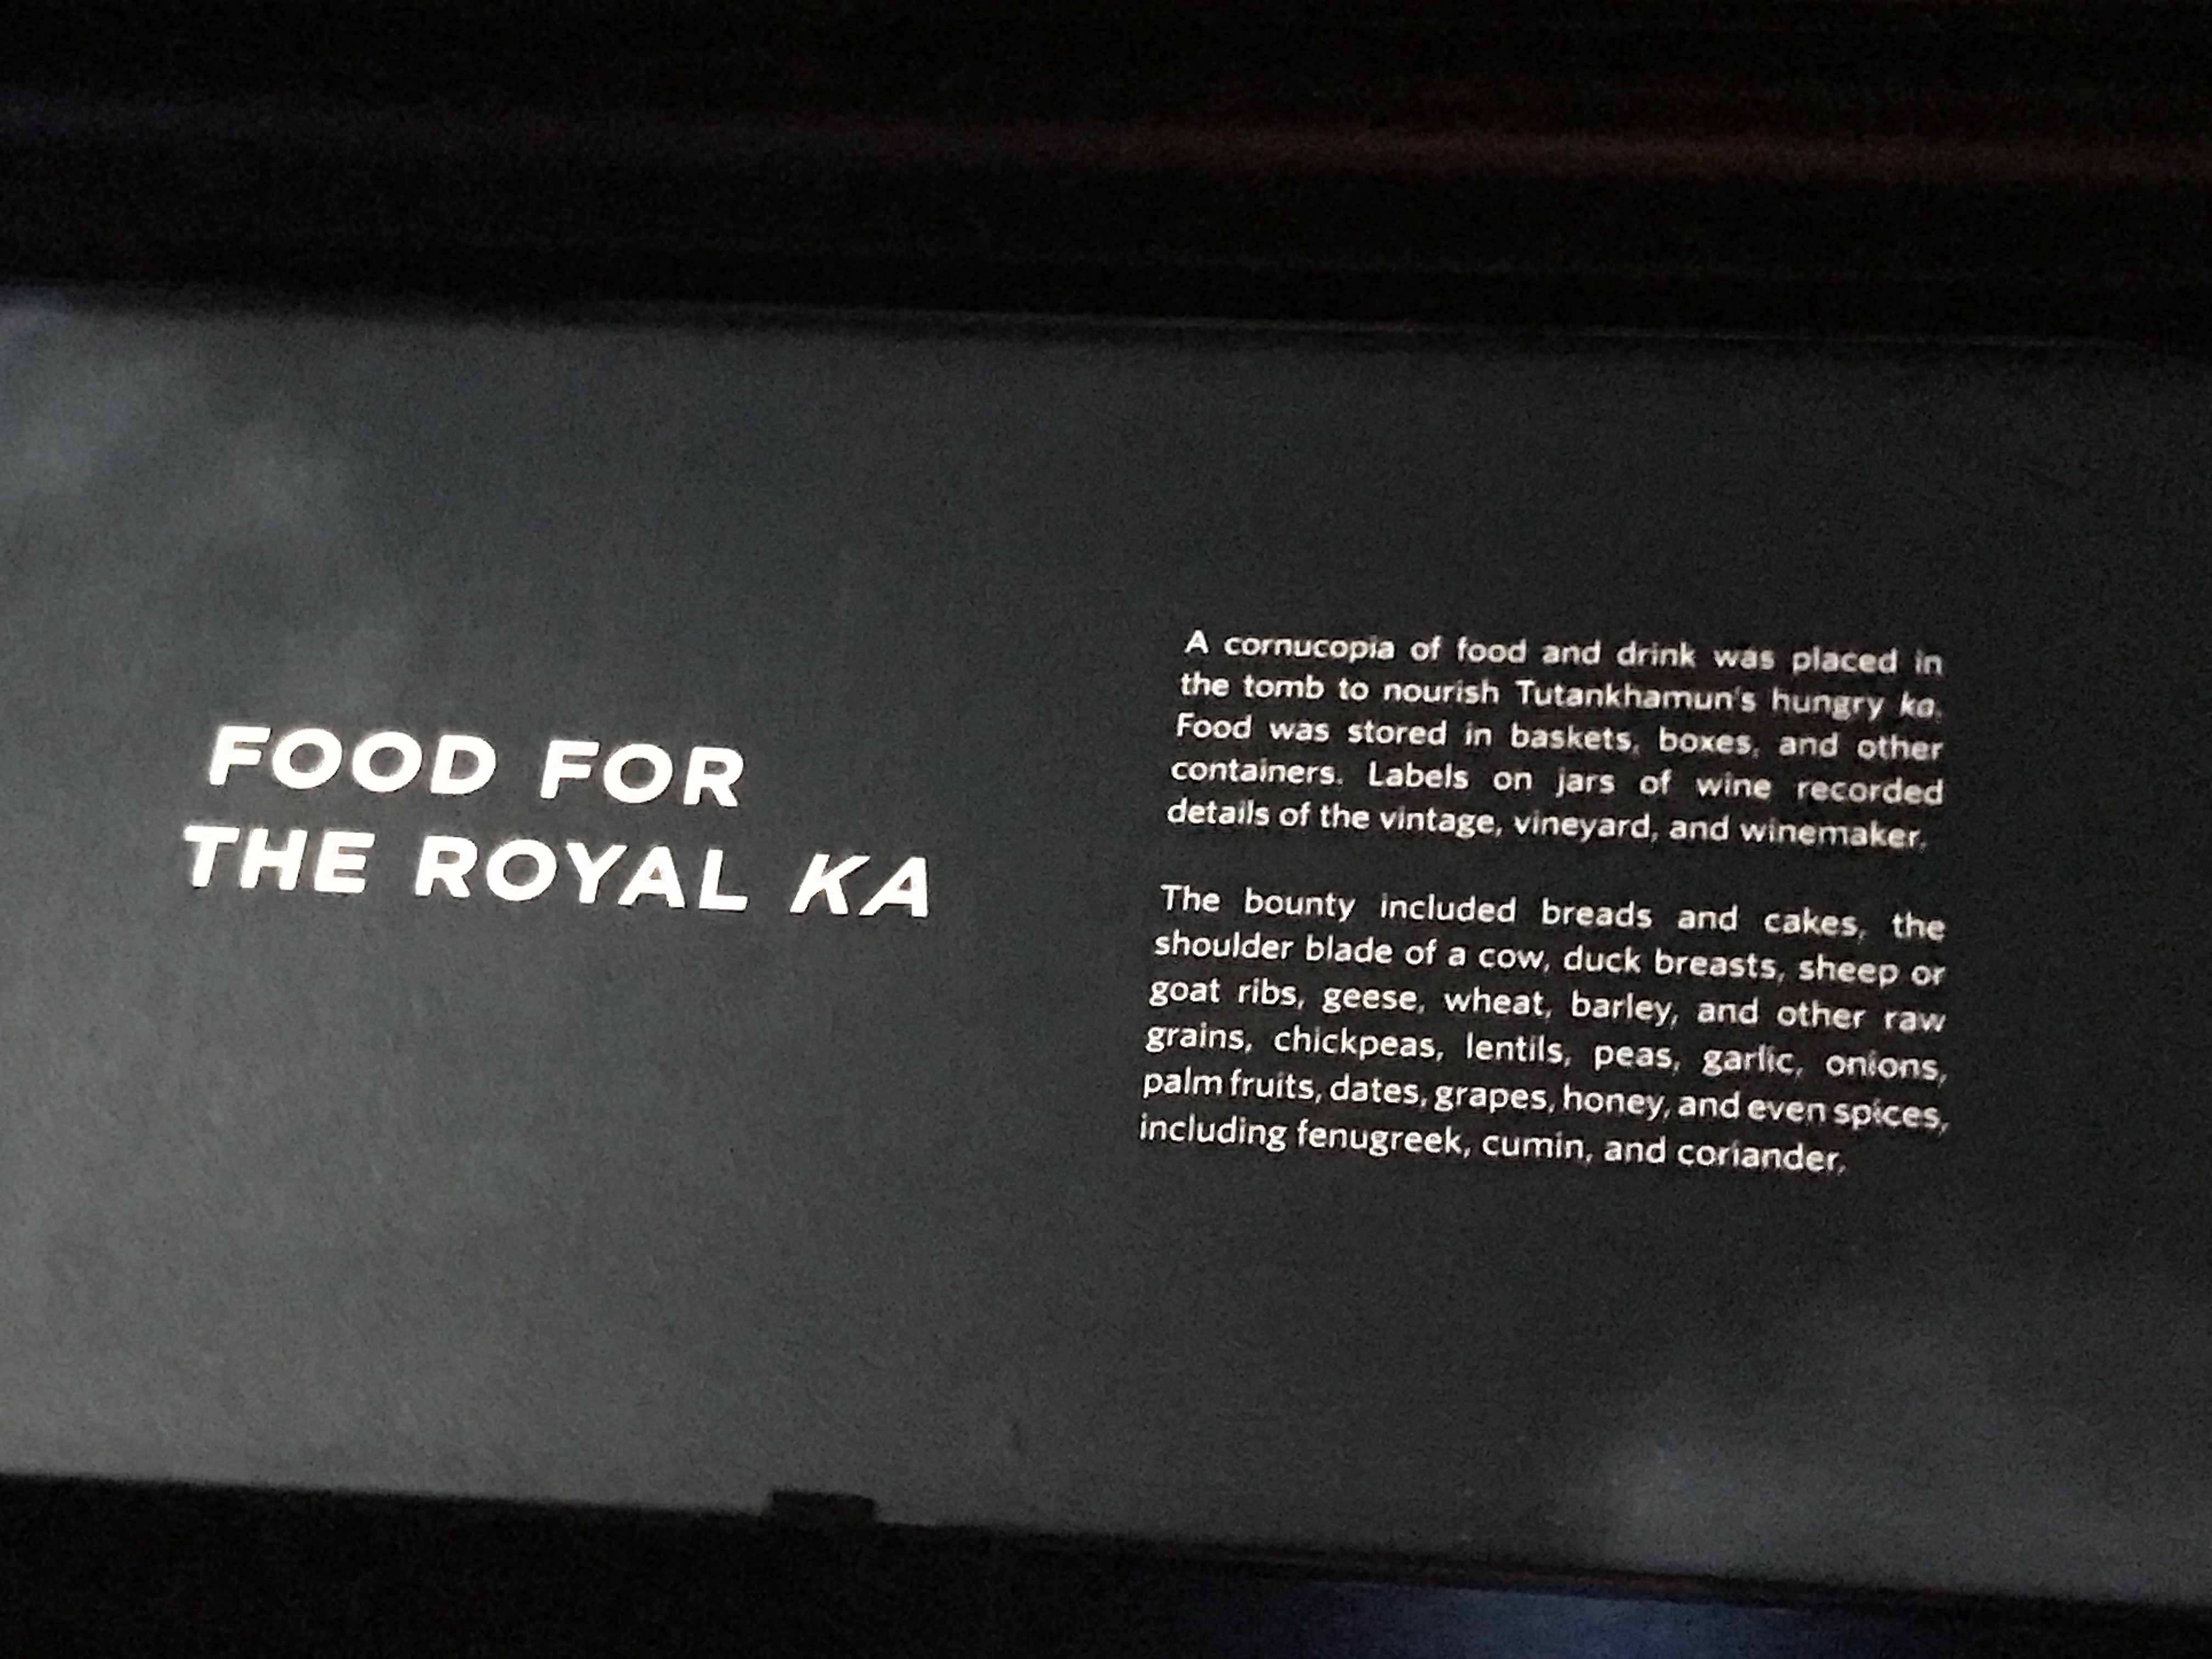 FOOD FOR
THE ROYAL KA
A cornucopia of food and drink was placed in
the tomb to nourish Tutankhamun's hungry ka.
Food was stored in baskets, boxes, and other
containers. Labels on jars of wine recorded
details of the vintage, vineyard, and winemaker.
The bounty included breads and cakes, the
shoulder blade of a cow, duck breasts, sheep or
goat ribs, geese, wheat, barley, and other raw
grains, chickpeas, lentils, peas, garlic, onions,
palm fruits, dates, grapes, honey, and even spices,
including fenugreek, cumin, and coriander.